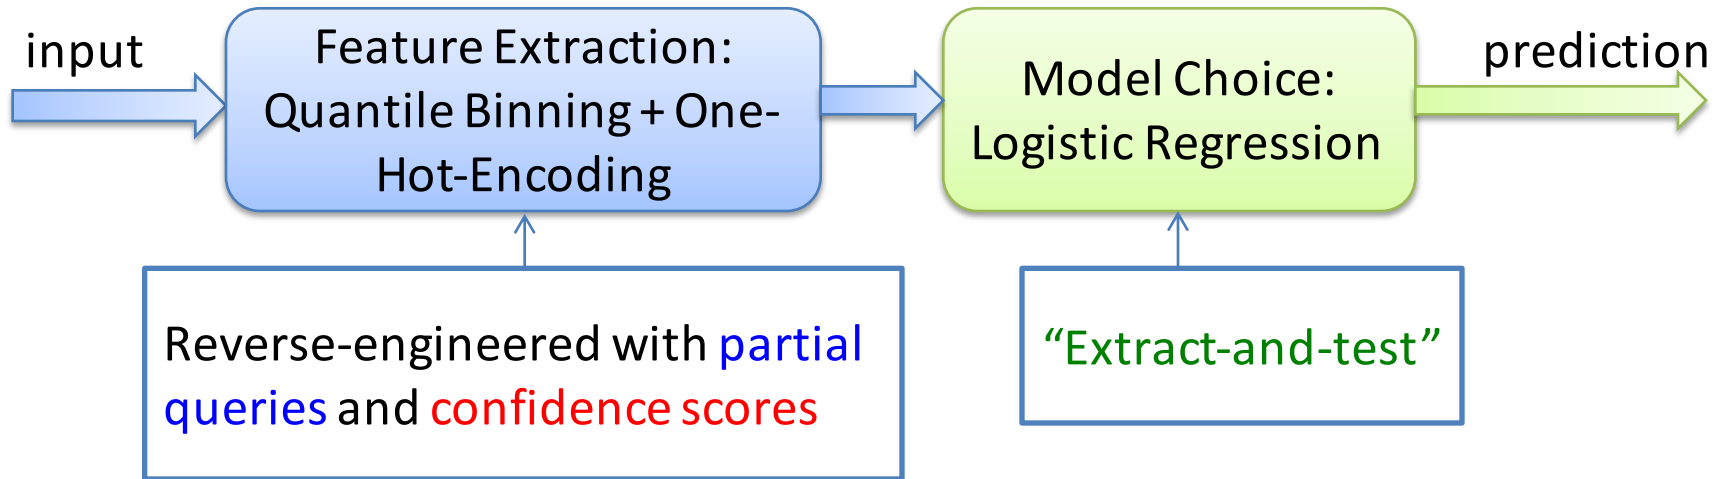 input
Feature Extraction:
Quantile Binning + One-
Hot-Encoding
Model Choice:
Logistic Regression
prediction
Reverse-engineered with partial
queries and confidence scores
“Extract-and-test”